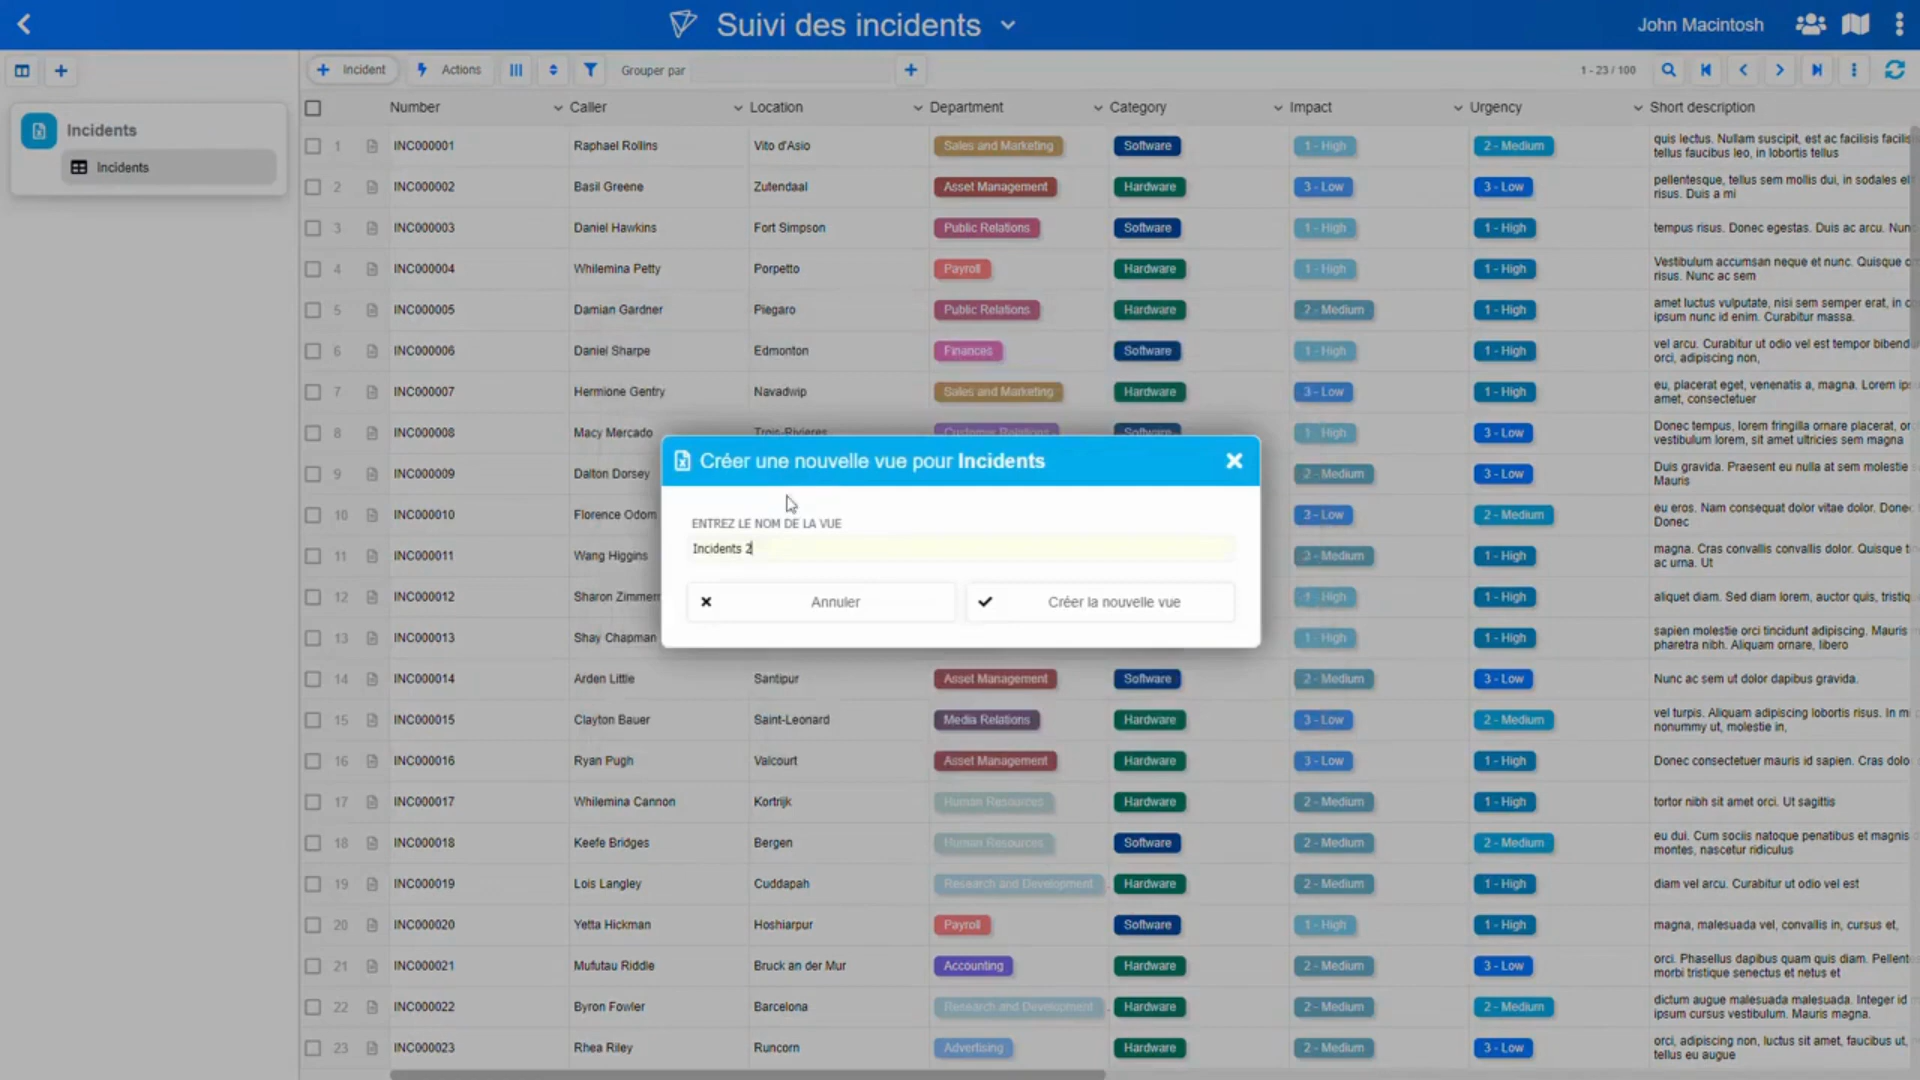 Suivi des incidents
John Macintosh
Incident Actions Grouper par 1 - 23 / 100
Incidents
Incidents
Number Caller Location Department Category Impact Urgency Short description
1 INC000001 Raphael Rollins Vito d'Asio Sales and Marketing Software 1 - High 2 - Medium quis lectus. Nullam suscipit, est ac facilisis facilis
tellus faucibus leo, in lobortis tellus
2 INC000002 Basil Greene Zutendaal Asset Management Hardware 3 - Low 3 - Low pellentesque, tellus sem mollis dui, in sodales el
risus. Duis a mi
3 INC000003 Daniel Hawkins Fort Simpson Public Relations Software 1 - High 1 - High tempus risus. Donec egestas. Duis ac arcu. Nun
4 INC000004 Whilemina Petty Porpetto Payroll Hardware 1 - High 1 - High Vestibulum accumsan neque et nunc. Quisque
risus. Nunc ac sem
5 INC000005 Damian Gardner Piegaro Public Relations Hardware 2 - Medium 1 - High amet luctus vulputate, nisi sem semper erat, in
ipsum nunc id enim. Curabitur massa.
6 INC000006 Daniel Sharpe Edmonton Finances Software 1 - High 1 - High vel arcu. Curabitur ut odio vel est tempor bibend
orci, adipiscing non,
7 INC000007 Hermione Gentry Navadwip Sales and Marketing Hardware 3 - Low 1 - High eu, placerat eget, venenatis a, magna. Lorem ips
amet, consectetuer
8 INC000008 Macy Mercado Trois-Rivieres Customer Relations Software 1 - High 3 - Low Donec tempus, lorem fringilla ornare placerat, or
vestibulum lorem, sit amet ultricies sem magna
9 INC000009 Dalton Dorsey 2 - Medium 3 - Low Duis gravida. Praesent eu nulla at sem molestie
Mauris
10 INC000010 Florence Odom 3 - Low 2 - Medium eu eros. Nam consequat dolor vitae dolor. Done
Donec
11 INC000011 Wang Higgins 2 - Medium 1 - High magna. Cras convallis convallis dolor. Quisque t
ac urna. Ut
12 INC000012 Sharon Zimmer 1 - High 1 - High aliquet diam. Sed diam lorem, auctor quis, tristiq
13 INC000013 Shay Chapman 1 - High 1 - High sapien molestie orci tincidunt adipiscing. Mauris
pharetra nibh. Aliquam ornare, libero
Créer une nouvelle vue pour Incidents
ENTREZ LE NOM DE LA VUE
Incidents 2
Annuler Créer la nouvelle vue
14 INC000014 Arden Little Santipur Asset Management Software 2 - Medium 3 - Low Nunc ac sem ut dolor dapibus gravida.
15 INC000015 Clayton Bauer Saint-Leonard Media Relations Hardware 3 - Low 2 - Medium vel turpis. Aliquam adipiscing lobortis risus. In mi
nonummy ut, molestie in,
16 INC000016 Ryan Pugh Valcourt Asset Management Hardware 3 - Low 1 - High Donec consectetuer mauris id sapien. Cras dolo
17 INC000017 Whilemina Cannon Kortrijk Human Resources Hardware 2 - Medium 1 - High tortor nibh sit amet orci. Ut sagittis
18 INC000018 Keefe Bridges Bergen Human Resources Software 2 - Medium 2 - Medium eu dui. Cum sociis natoque penatibus et magnis
montes, nascetur ridiculus
19 INC000019 Lois Langley Cuddapah Research and Development Hardware 2 - Medium 1 - High diam vel arcu. Curabitur ut odio vel est
20 INC000020 Yetta Hickman Hoshiarpur Payroll Software 1 - High 1 - High magna, malesuada vel, convallis in, cursus et,
21 INC000021 Mufutau Riddle Bruck an der Mur Accounting Hardware 2 - Medium 3 - Low orci. Phasellus dapibus quam quis diam. Pellent
morbi tristique senectus et netus et
22 INC000022 Byron Fowler Barcelona Research and Development Hardware 2 - Medium 2 - Medium dictum augue malesuada malesuada. Integer id
ipsum cursus vestibulum. Mauris magna.
23 INC000023 Rhea Riley Runcorn Advertising Hardware 2 - Medium 3 - Low orci, adipiscing non, luctus sit amet, faucibus ut,
tellus eu augue